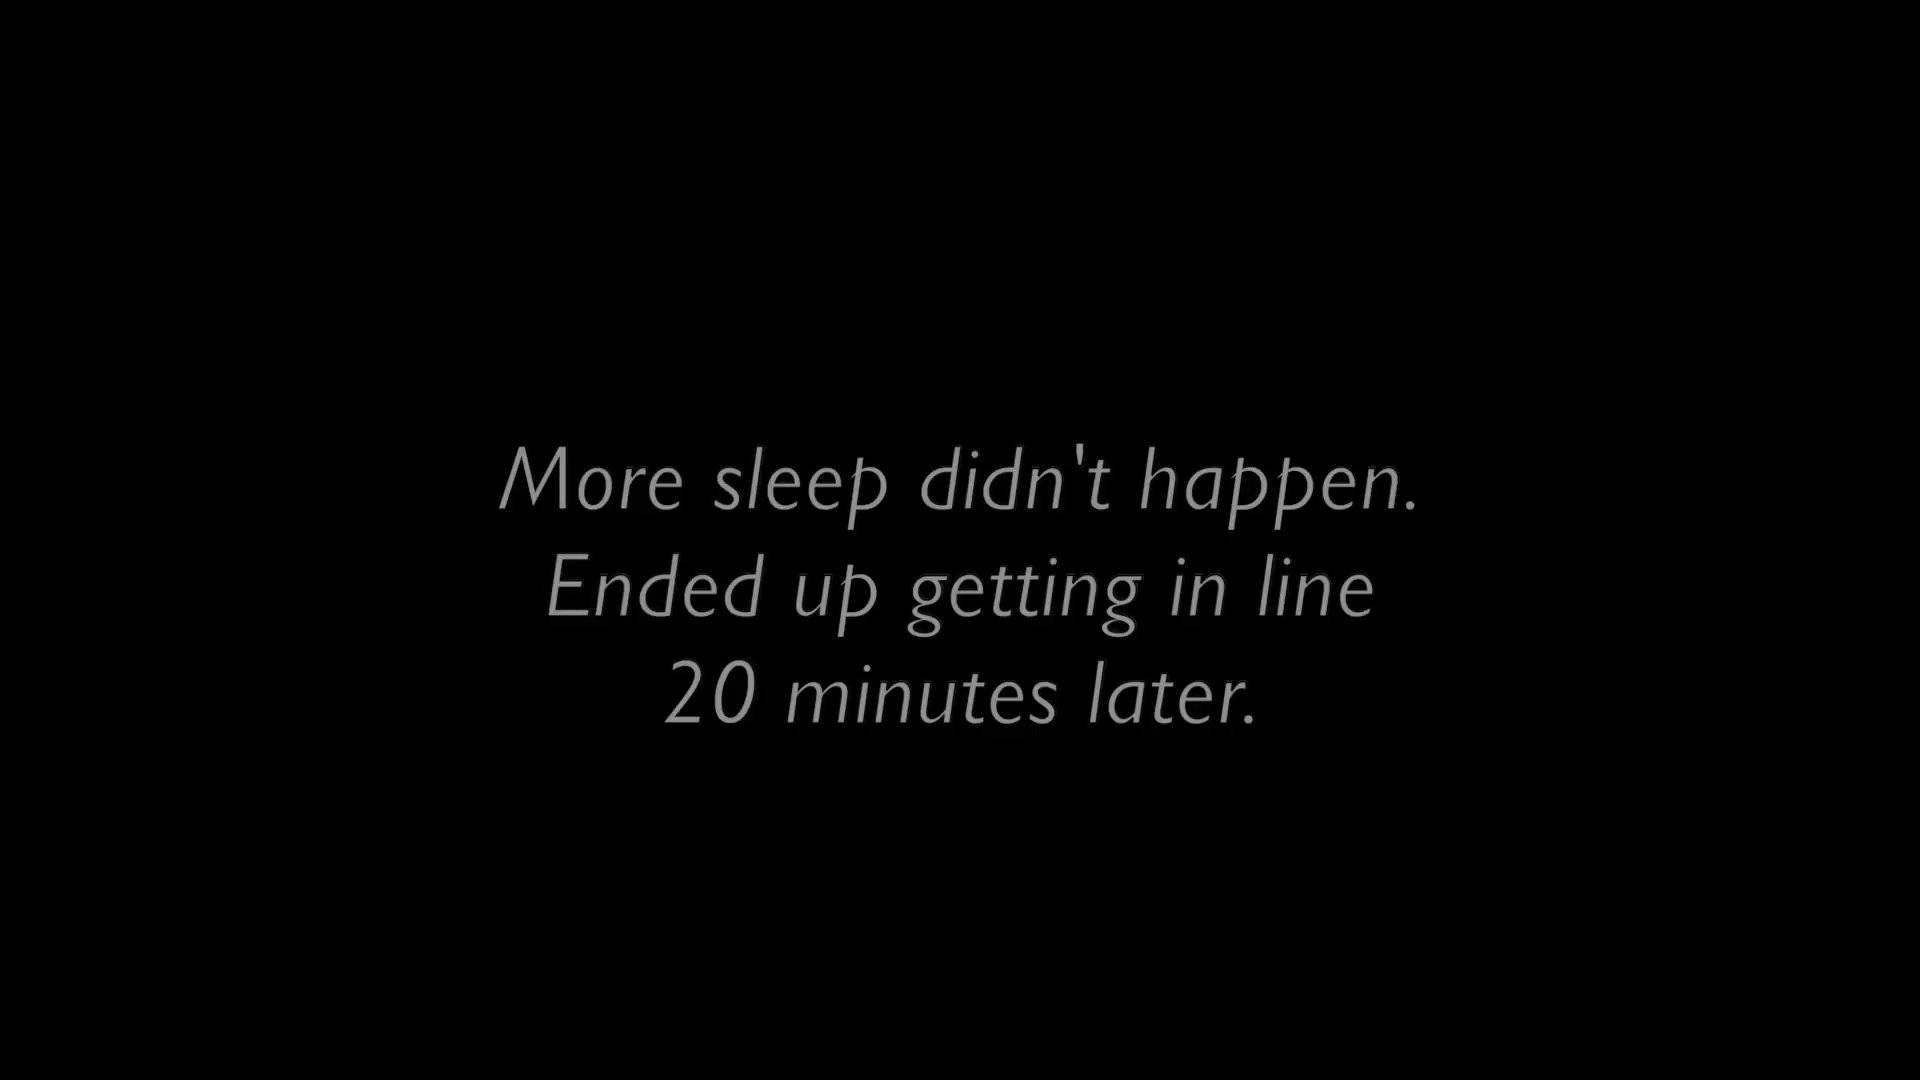 More sleep didn't happen.
Ended up getting in line
20 minutes later.